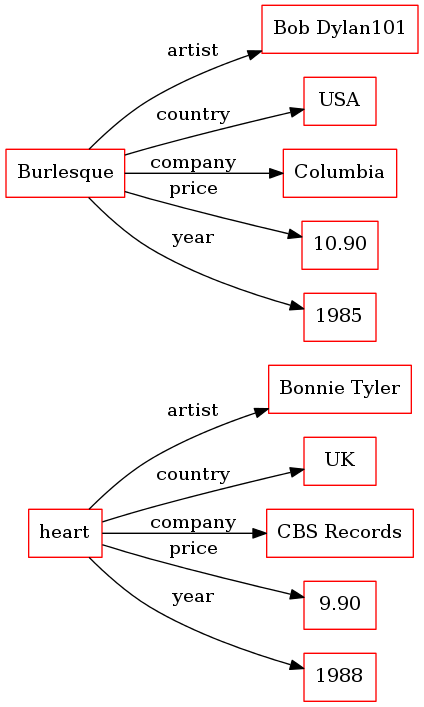 artist
Bob Dylan101
country
USA
Burlesque
company
Columbia
price
10.90
year
1985
artist
Bonnie Tyler
country
UK
heart
company
CBS Records
price
9.90
year
1988